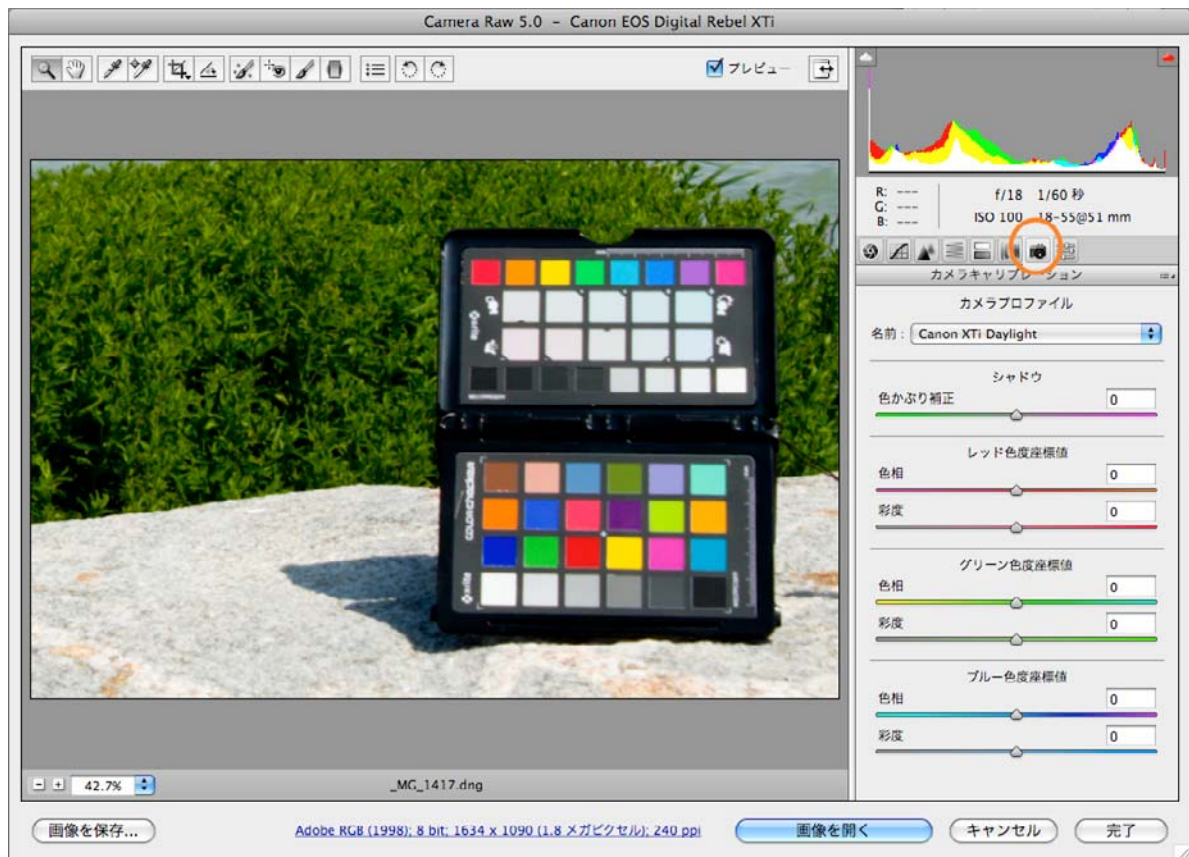 Camera Raw 5.0 – Canon EOS Digital Rebel XTi
プレビュー
R: ---
G: ---
B: ---
f/18 1/60 秒
ISO 100 18-55@51 mm
カメラキャリブレーション
カメラプロファイル
名前 : Canon XTi Daylight
シャドウ
色かぶり補正 0
レッド色度座標値
色相 0
彩度 0
グリーン色度座標値
色相 0
彩度 0
ブルー色度座標値
色相 0
彩度 0
x-rite
colorchecker
x-rite
42.7%
_MG_1417.dng
画像を保存...
Adobe RGB (1998); 8 bit; 1634 x 1090 (1.8 メガピクセル); 240 ppi
画像を開く
キャンセル
完了